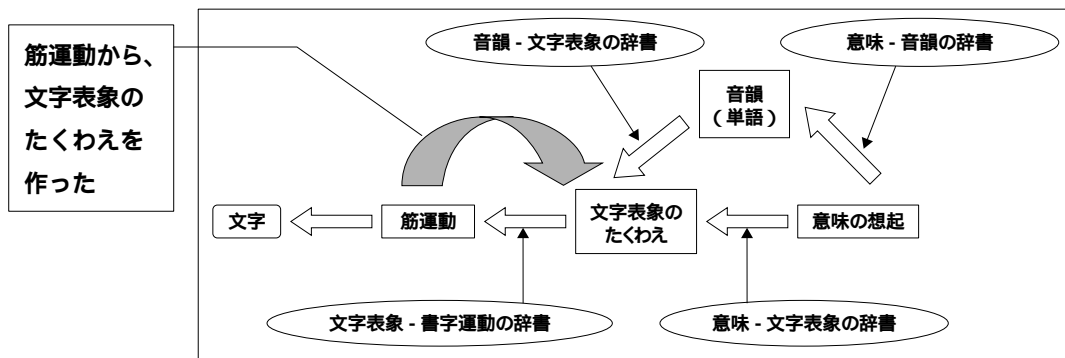 筋運動から、
文字表象の
たくわえを
作った
音韻 - 文字表象の辞書
意味 - 音韻の辞書
音韻
（単語）
文字
筋運動
文字表象の
たくわえ
意味の想起
文字表象 - 書字運動の辞書
意味 - 文字表象の辞書